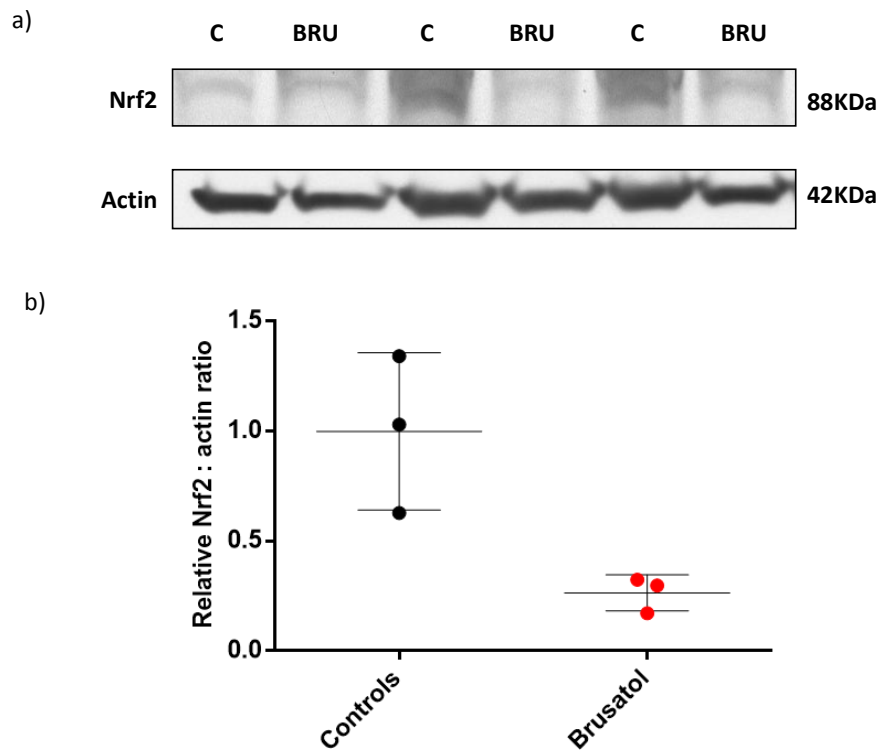 a)
C BRU C BRU C BRU
Nrf2 88KDa
Actin 42KDa
b)
Relative Nrf2 : actin ratio
1.5
1.0
0.5
0.0
Controls Brusatol